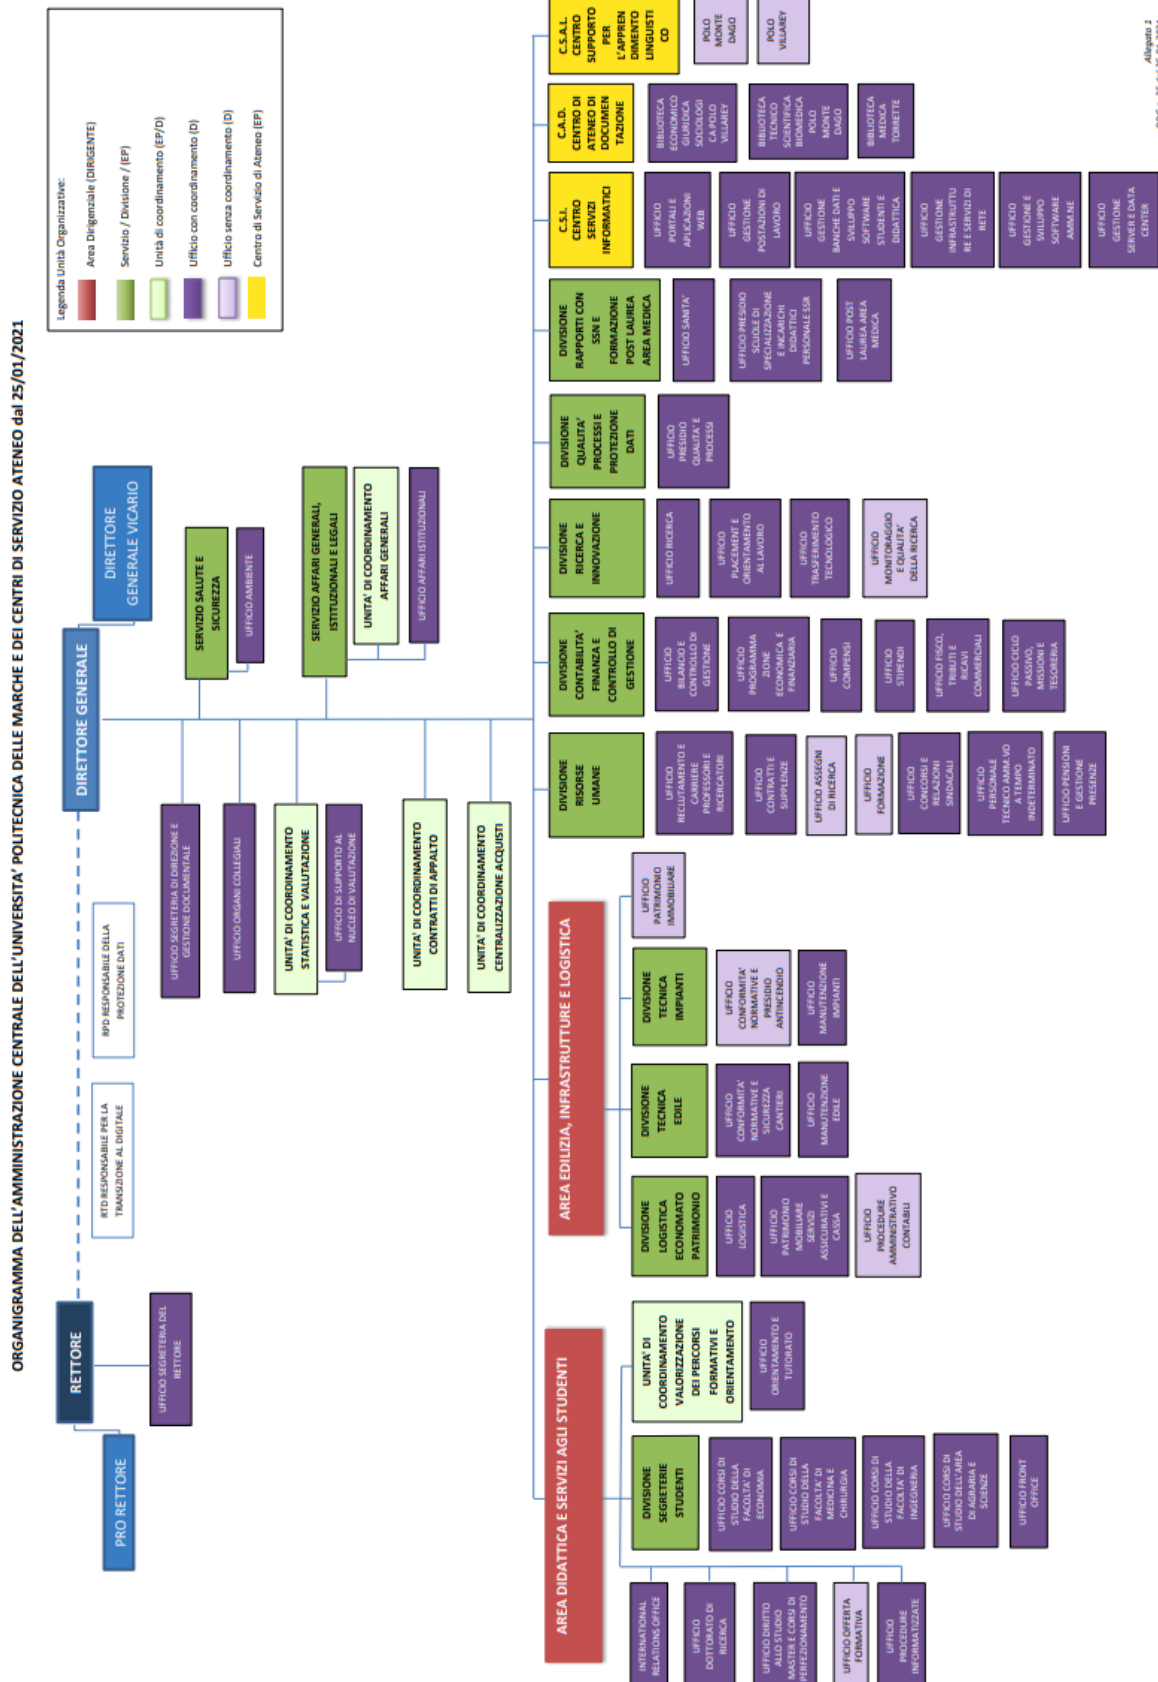 ORGANIGRAMMA DELL'AMMINISTRAZIONE CENTRALE DELL'UNIVERSITA' POLITECNICA DELLE MARCHE E DEI CENTRI DI SERVIZIO ATENEO dal 25/01/2021
Legenda Unità Organizzative:
Area Dirigenziale (DIRIGENTE)
Servizio / Divisione / (EP)
Unità di coordinamento (EP/D)
Ufficio con coordinamento (D)
Ufficio senza coordinamento (D)
Centro di Servizio di Ateneo (EP)
RETTORE
PRO RETTORE
UFFICIO SEGRETERIA DEL
RETTORE
RTD RESPONSABILE PER LA
TRANSIZIONE AL DIGITALE
RPD RESPONSABILE DELLA
PROTEZIONE DATI
DIRETTORE GENERALE
DIRETTORE
GENERALE VICARIO
UFFICIO SEGRETERIA DI DIREZIONE E
GESTIONE DOCUMENTALE
UFFICIO ORGANI COLLEGIALI
UNITA' DI COORDINAMENTO
STATISTICA E VALUTAZIONE
UFFICIO DI SUPPORTO AL
NUCLEO DI VALUTAZIONE
UNITA' DI COORDINAMENTO
CONTRATTI DI APPALTO
UNITA' DI COORDINAMENTO
CENTRALIZZAZIONE ACQUISTI
SERVIZIO SALUTE E
SICUREZZA
UFFICIO AMBIENTE
SERVIZIO AFFARI GENERALI,
ISTITUZIONALI E LEGALI
UNITA' DI COORDINAMENTO
AFFARI GENERALI
UFFICIO AFFARI ISTITUZIONALI
AREA DIDATTICA E SERVIZI AGLI STUDENTI
INTERNATIONAL
RELATIONS OFFICE
UFFICIO
DOTTORATO DI
RICERCA
UFFICIO DIRITTO
ALLO STUDIO
MASTER E CORSI DI
PERFEZIONAMENTO
UFFICIO OFFERTA
FORMATIVA
UFFICIO
PROCEDURE
INFORMATIZZATE
DIVISIONE
SEGRETERIE
STUDENTI
UFFICIO CORSI DI
STUDIO DELLA
FACOLTA' DI
ECONOMIA
UFFICIO CORSI DI
STUDIO DELLA
FACOLTA' DI
MEDICINA E
CHIRURGIA
UFFICIO CORSI DI
STUDIO DELLA
FACOLTA' DI
INGEGNERIA
UFFICIO CORSI DI
STUDIO DELL'AREA
DI AGRARIA E
SCIENZE
UFFICIO FRONT
OFFICE
UNITA' DI
COORDINAMENTO
VALORIZZAZIONE
DEI PERCORSI
FORMATIVI E
ORIENTAMENTO
UFFICIO
ORIENTAMENTO E
TUTORATO
AREA EDILIZIA, INFRASTRUTTURE E LOGISTICA
DIVISIONE
LOGISTICA
ECONOMATO
PATRIMONIO
UFFICIO
LOGISTICA
UFFICIO
PATRIMONIO
MOBILIARE
SERVIZI
ASSICURATIVI E
CASSA
UFFICIO
PROCEDURE
AMMINISTRATIVO
CONTABILI
DIVISIONE
TECNICA
EDILE
UFFICIO
CONFORMITA'
NORMATIVE E
SICUREZZA
CANTIERI
UFFICIO
MANUTENZIONE
EDILE
DIVISIONE
TECNICA
IMPIANTI
UFFICIO
CONFORMITA'
NORMATIVE E
PRESIDIO
ANTINCENDIO
UFFICIO
MANUTENZIONE
IMPIANTI
UFFICIO
PATRIMONIO
IMMOBILIARE
DIVISIONE
RISORSE
UMANE
UFFICIO
RECLUTAMENTO E
CARRIERE
PROFESSORI E
RICERCATORI
UFFICIO
CONTRATTI E
SUPPLENZE
UFFICIO ASSEGNI
DI RICERCA
UFFICIO
FORMAZIONE
UFFICIO
CONCORSI E
RELAZIONI
SINDACALI
UFFICIO
PERSONALE
TECNICO AMM.VO
A TEMPO
INDETERMINATO
UFFICIO PENSIONI
E GESTIONE
PRESENZE
DIVISIONE
CONTABILITA'
FINANZA E
CONTROLLO DI
GESTIONE
UFFICIO
BILANCIO E
CONTROLLO DI
GESTIONE
UFFICIO
PROGRAMMA
ZIONE
ECONOMICA E
FINANZIARIA
UFFICIO
COMPENSI
UFFICIO
STIPENDI
UFFICIO FISCO,
TRIBUTI E
RICAVI
COMMERCIALI
UFFICIO CICLO
PASSIVO,
MISSIONI E
TESORERIA
DIVISIONE
RICERCA E
INNOVAZIONE
UFFICIO RICERCA
UFFICIO
PLACEMENT E
ORIENTAMENTO
AL LAVORO
UFFICIO
TRASFERIMENTO
TECNOLOGICO
UFFICIO
MONITORAGGIO
E QUALITA'
DELLA RICERCA
DIVISIONE
QUALITA'
PROCESSI E
PROTEZIONE
DATI
UFFICIO
PRESIDIO
QUALITA' E
PROCESSI
DIVISIONE
RAPPORTI CON
SSN E
FORMAZIONE
POST LAUREA
AREA MEDICA
UFFICIO SANITA'
UFFICIO PRESIDIO
SCUOLE DI
SPECIALIZZAZIONE
E INCARICHI
DIDATTICI
PERSONALE SSR
UFFICIO POST
LAUREA AREA
MEDICA
C.S.I.
CENTRO
SERVIZI
INFORMATICI
UFFICIO
PORTALI E
APLICAZIONI
WEB
UFFICIO
GESTIONE
POSTAZIONI DI
LAVORO
UFFICIO
GESTIONE
BANCHE DATI E
SVILUPPO
SOFTWARE
STUDENTI E
DIDATTICA
UFFICIO
GESTIONE
INFRASTRUTTU
RE E SERVIZI DI
RETE
UFFICIO
GESTIONE E
SVILUPPO
SOFTWARE
AMM.NE
UFFICIO
GESTIONE
SERVER E DATA
CENTER
C.A.D.
CENTRO DI
ATENEO DI
DOCUMEN
TAZIONE
BIBLIOTECA
ECONOMICO
GIURIDICA
SOCIOLOGI
CA POLO
VILLAREY
BIBLIOTECA
TECNICO
SCIENTIFICA
BIOMEDICA
POLO
MONTE
DAGO
BIBLIOTECA
MEDICA
TORRETTE
C.S.A.L.
CENTRO
SUPPORTO
PER
L'APPREN
DIMENTO
LINGUISTI
CO
POLO
MONTE
DAGO
POLO
VILLAREY
Allegato 1